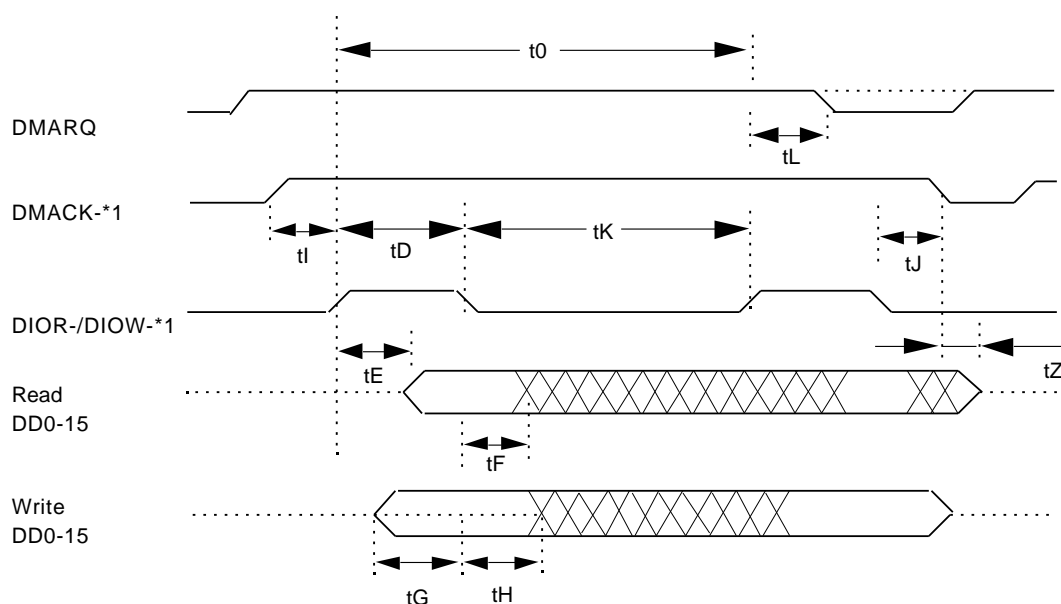 t0
DMARQ
tL
DMACK-*1
tI
tD
tK
tJ
DIOR-/DIOW-*1
tE
tZ
Read
DD0-15
tF
Write
DD0-15
tG
tH